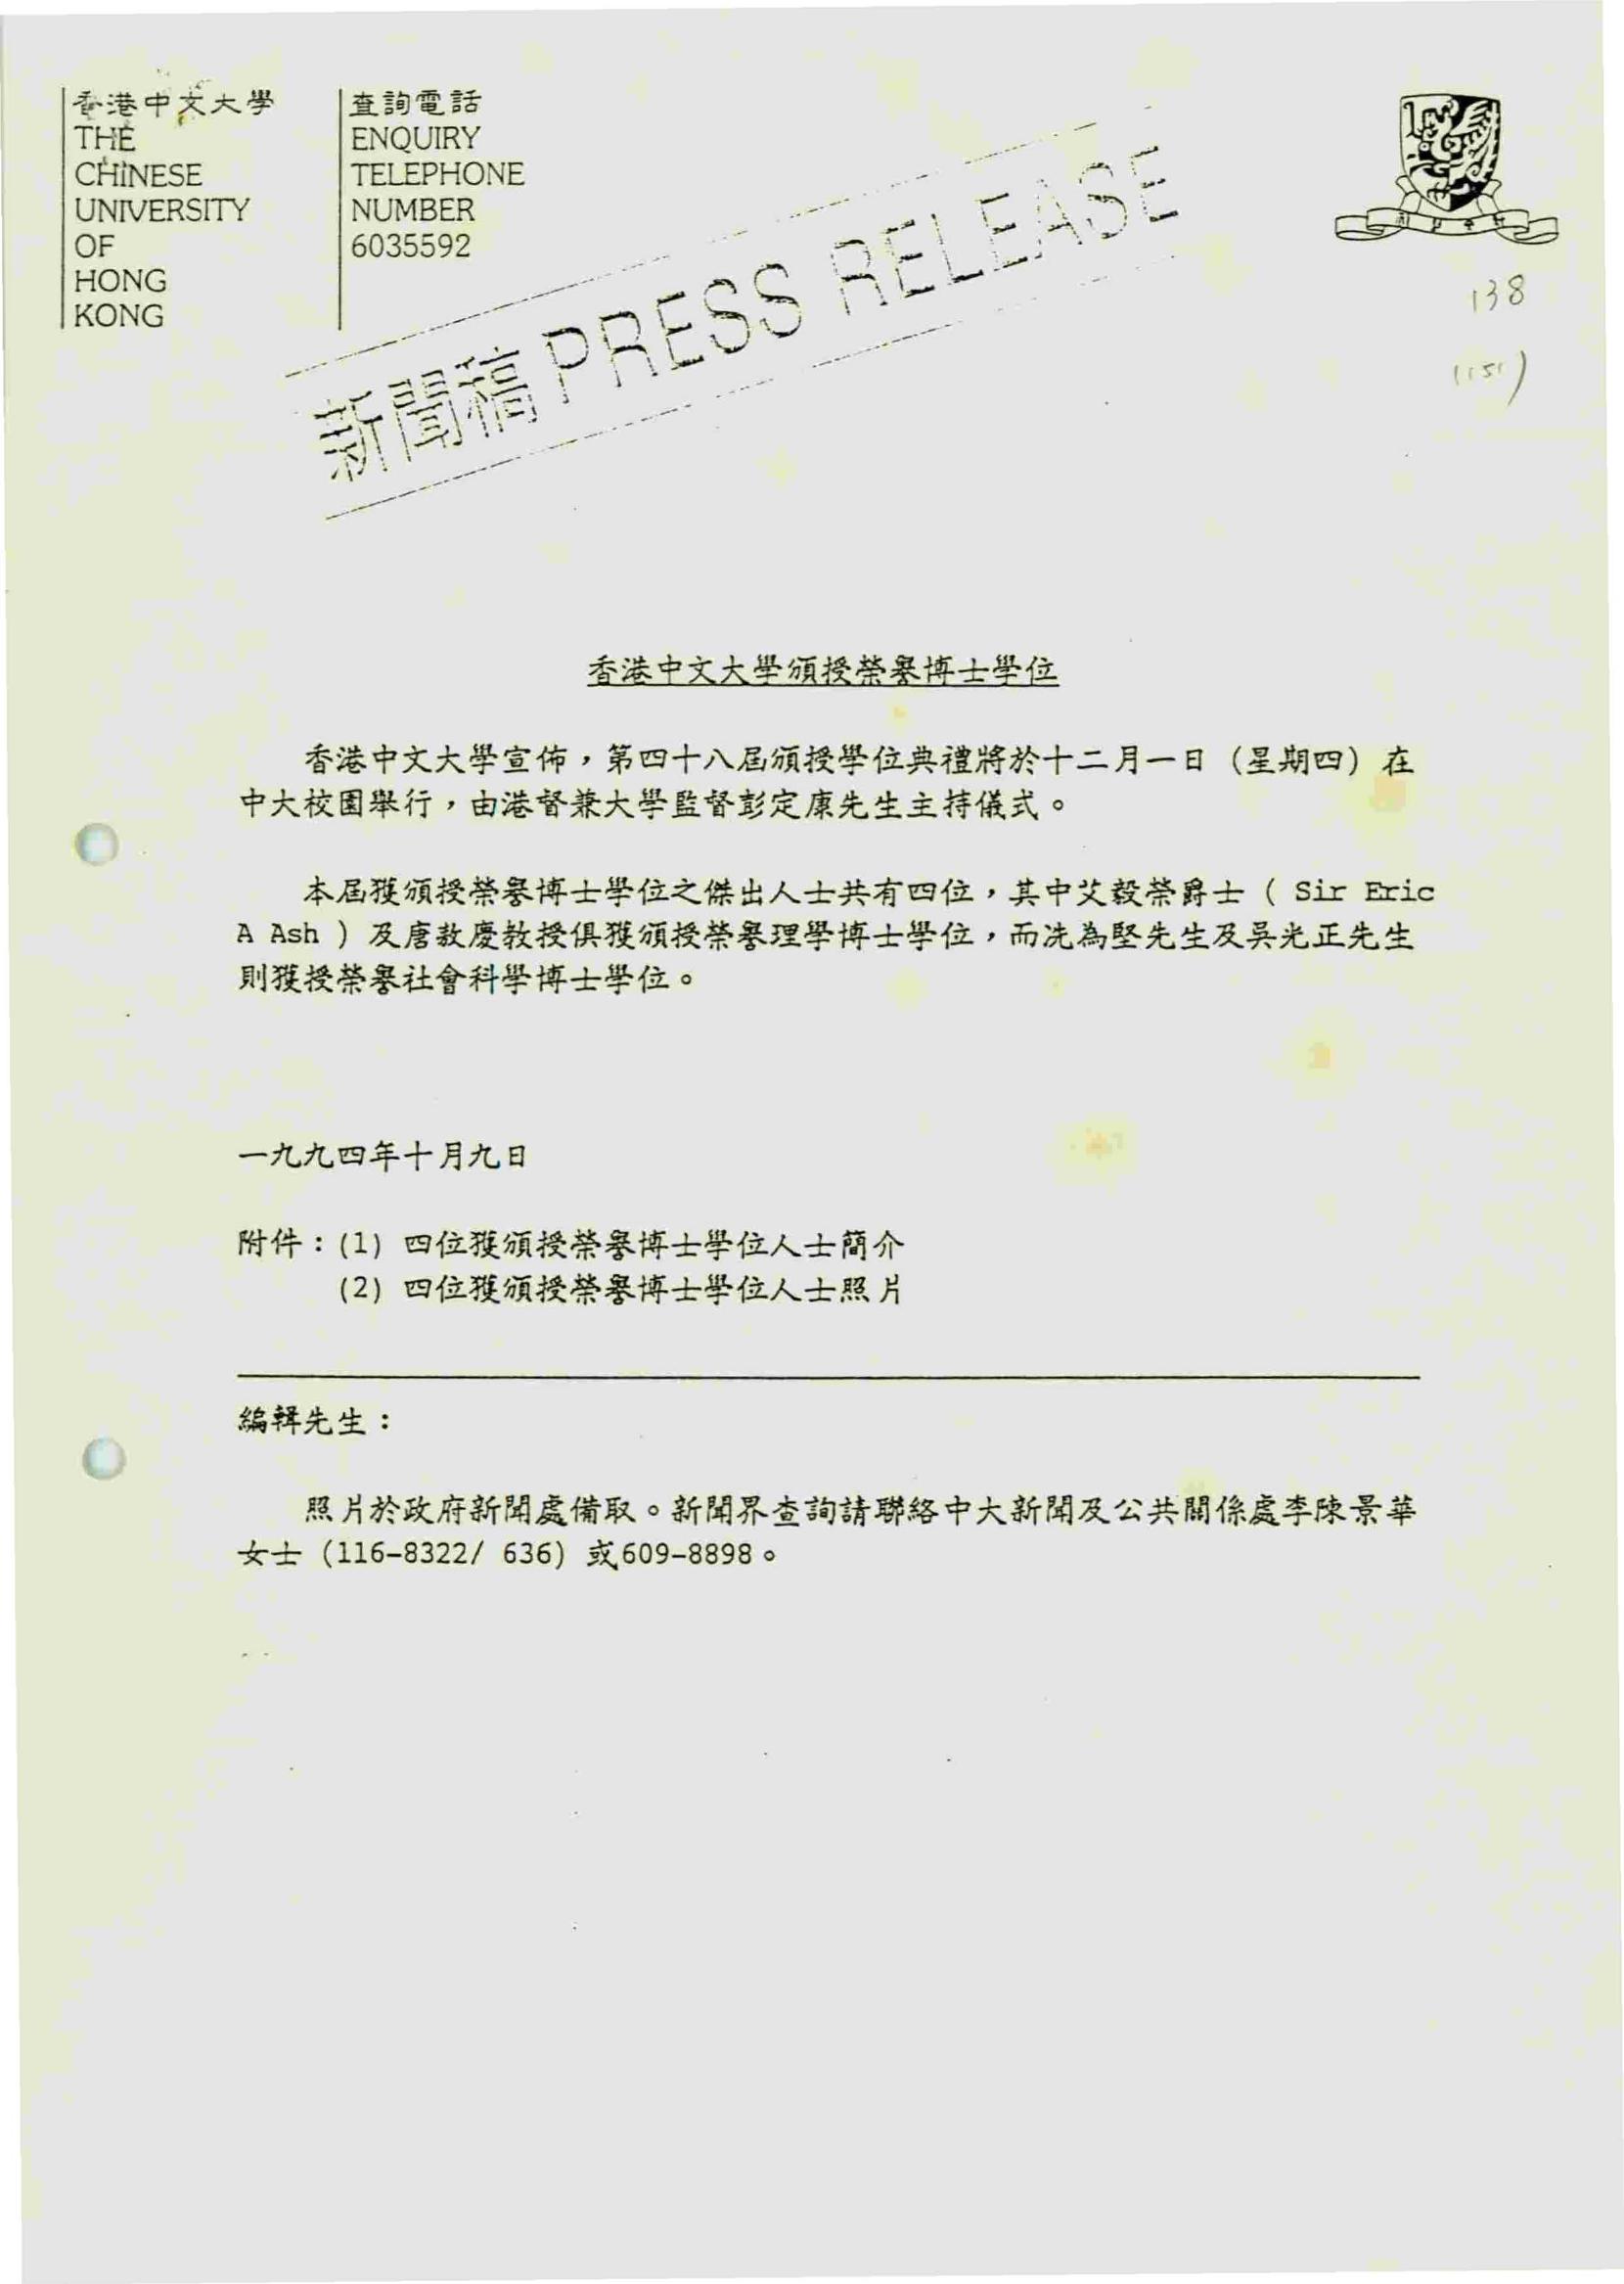 香港中文大學
THE
CHINESE
UNIVERSITY
OF
HONG
KONG
查詢電話
ENQUIRY
TELEPHONE
NUMBER
6035592
新聞稿 PRESS RELEASE
138
(151)
香港中文大學頒授榮譽博士學位
香港中文大學宣佈，第四十八屆頒授學位典禮將於十二月一日（星期四）在
中大校園舉行，由港督兼大學監督彭定康先生主持儀式。
本屆獲頒授榮譽博士學位之傑出人士共有四位，其中艾毅榮爵士（ Sir Eric
A Ash ）及唐敖慶教授俱獲頒授榮譽理學博士學位，而冼為堅先生及吳光正先生
則獲授榮譽社會科學博士學位。
一九九四年十月九日
附件：(1) 四位獲頒授榮譽博士學位人士簡介
(2) 四位獲頒授榮譽博士學位人士照片
編輯先生：
照片於政府新聞處備取。新聞界查詢請聯絡中大新聞及公共關係處李陳景華
女士（116-8322/ 636）或609-8898。